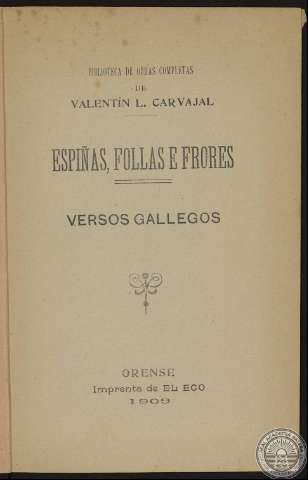 BIBLIOTECA DE OBRAS COMPLETAS
DE
VALENTÍN L. CARVAJAL
ESPIÑAS, FOLLAS E FRORES
VERSOS GALLEGOS
ORENSE
Imprenta de EL ECO
1909